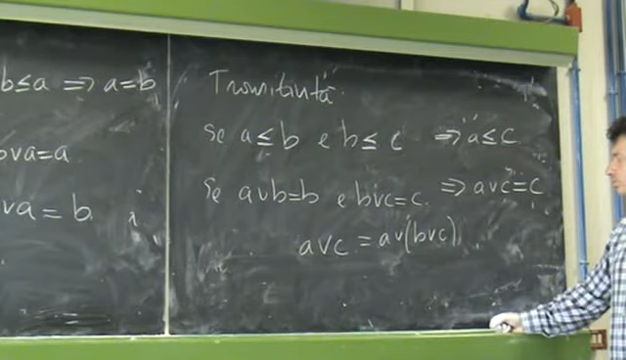 b≤a ⇒ a=b
bva=a
va=b
Transitività
Se a≤b e b≤c ⇒ a≤c
Se avb=b e bvc=c ⇒ avc=c
avc = av(bvc)